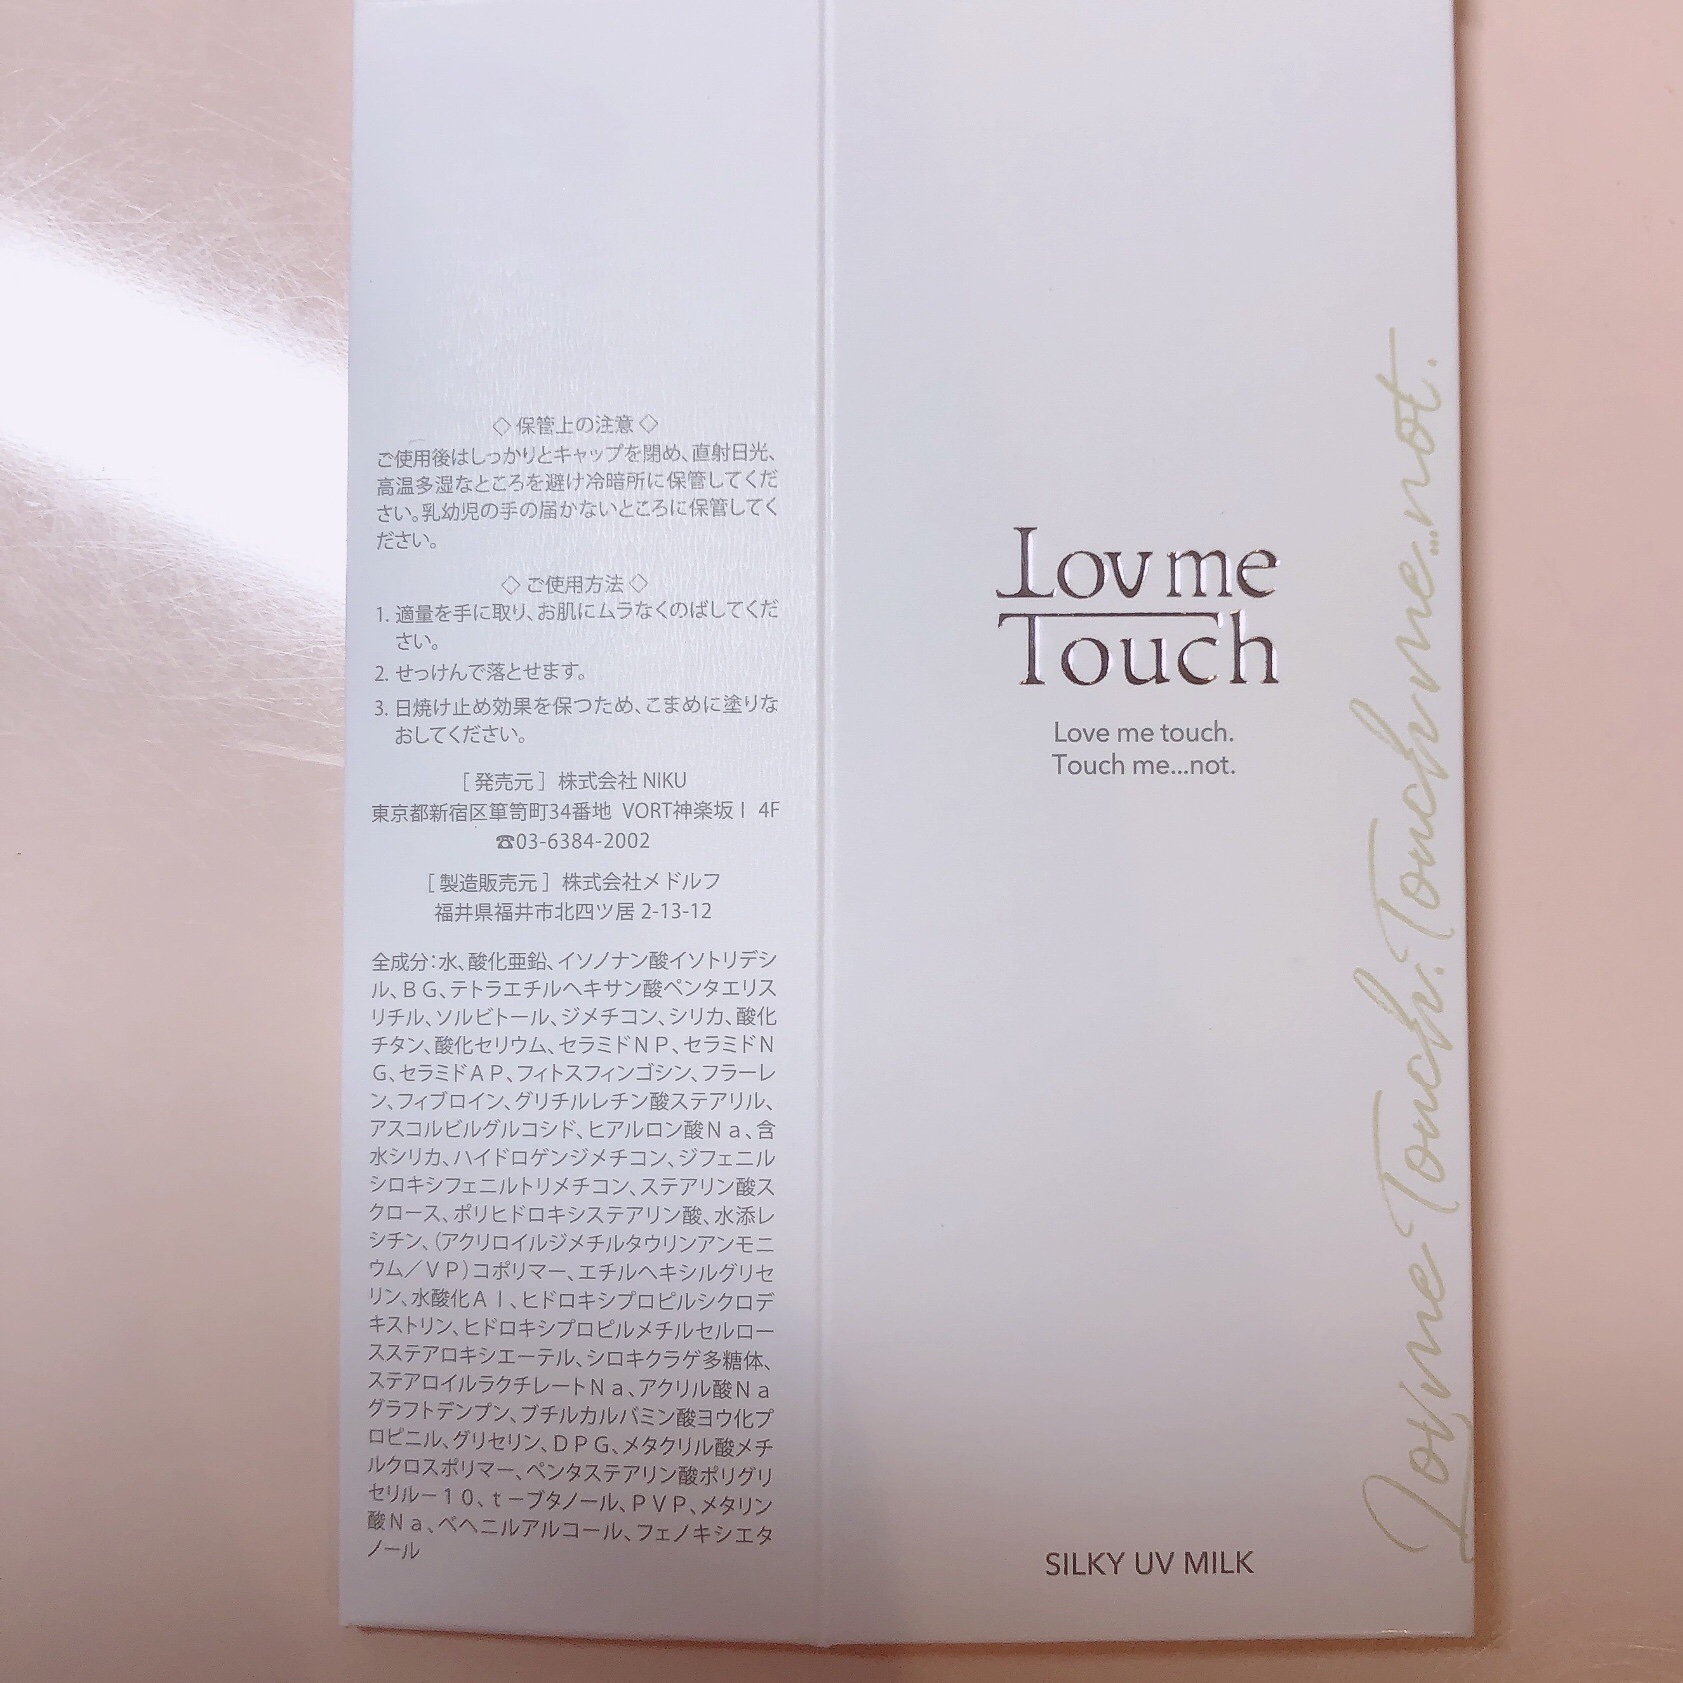 ◇ 保管上の注意 ◇
ご使用後はしっかりとキャップを閉め、直射日光、
高温多湿なところを避け冷暗所に保管してくだ
さい。乳幼児の手の届かないところに保管してく
ださい。
◇ ご使用方法 ◇
1. 適量を手に取り、お肌にムラなくのばしてくだ
さい。
2. せっけんで落とせます。
3. 日焼け止め効果を保つため、こまめに塗りな
おしてください。
[ 発売元 ] 株式会社 NIKU
東京都新宿区箪笥町34番地 VORT神楽坂Ⅰ 4F
☎03-6384-2002
[ 製造販売元 ] 株式会社メドルフ
福井県福井市北四ツ居 2-13-12
全成分：水、酸化亜鉛、イソノナン酸イソトリデシ
ル、ＢＧ、テトラエチルヘキサン酸ペンタエリス
リチル、ソルビトール、ジメチコン、シリカ、酸化
チタン、酸化セリウム、セラミドＮＰ、セラミドＮ
Ｇ、セラミドＡＰ、フィトスフィンゴシン、フラーレ
ン、フィブロイン、グリチルレチン酸ステアリル、
アスコルビルグルコシド、ヒアルロン酸Ｎａ、含
水シリカ、ハイドロゲンジメチコン、ジフェニル
シロキシフェニルトリメチコン、ステアリン酸ス
クロース、ポリヒドロキシステアリン酸、水添レ
シチン、（アクリロイルジメチルタウリンアンモニ
ウム／ＶＰ）コポリマー、エチルヘキシルグリセ
リン、水酸化Ａｌ、ヒドロキシプロピルシクロデ
キストリン、ヒドロキシプロピルメチルセルロー
スステアロキシエーテル、シロキクラゲ多糖体、
ステアロイルラクチレートＮａ、アクリル酸Ｎａ
グラフトデンプン、ブチルカルバミン酸ヨウ化プ
ロピニル、グリセリン、ＤＰＧ、メタクリル酸メチ
ルクロスポリマー、ペンタステアリン酸ポリグリ
セリル－１０、ｔ－ブタノール、ＰＶＰ、メタリン
酸Ｎａ、ベヘニルアルコール、フェノキシエタ
ノール
Lov me
Touch
Love me touch.
Touch me...not.
SILKY UV MILK
Lov me Touch. Touch me...not.